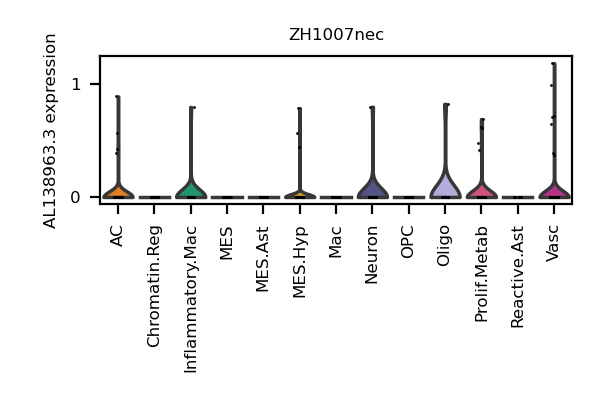 ZH1007nec
AL138963.3 expression
1
0
AC
Chromatin.Reg
Inflammatory.Mac
MES
MES.Ast
MES.Hyp
Mac
Neuron
OPC
Oligo
Prolif.Metab
Reactive.Ast
Vasc